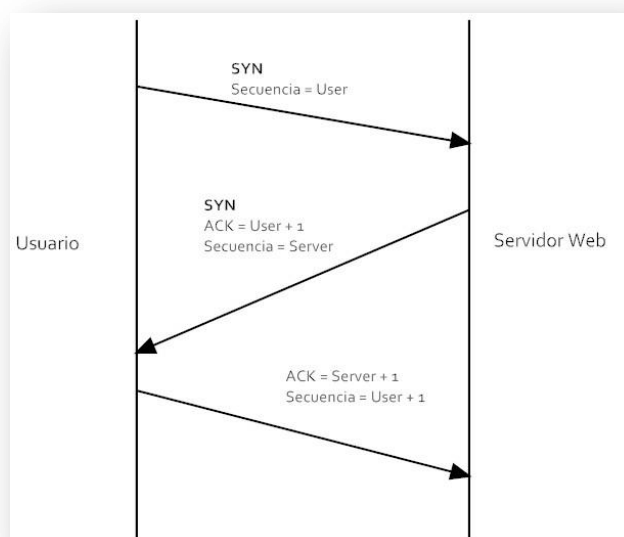 SYN
Secuencia = User
SYN
ACK = User + 1
Secuencia = Server
Usuario
Servidor Web
ACK = Server + 1
Secuencia = User + 1